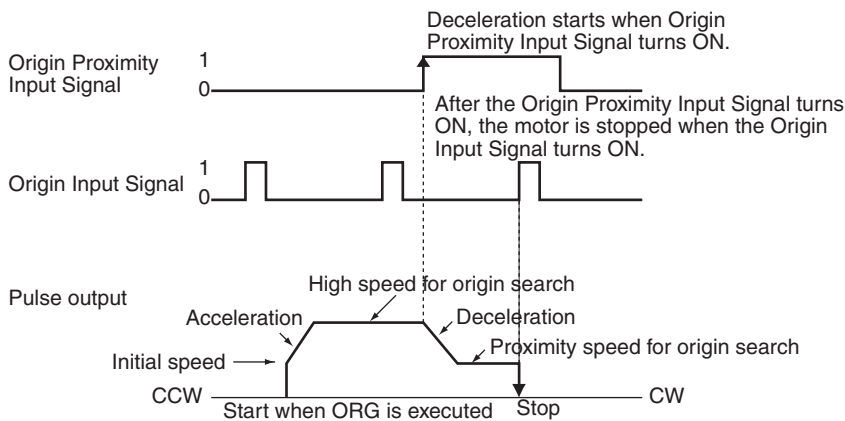 Deceleration starts when Origin
Proximity Input Signal turns ON.
Origin Proximity
Input Signal
1
0
After the Origin Proximity Input Signal turns
ON, the motor is stopped when the Origin
Input Signal turns ON.
Origin Input Signal
1
0
Pulse output
High speed for origin search
Acceleration
Deceleration
Initial speed
Proximity speed for origin search
CCW
CW
Start when ORG is executed
Stop